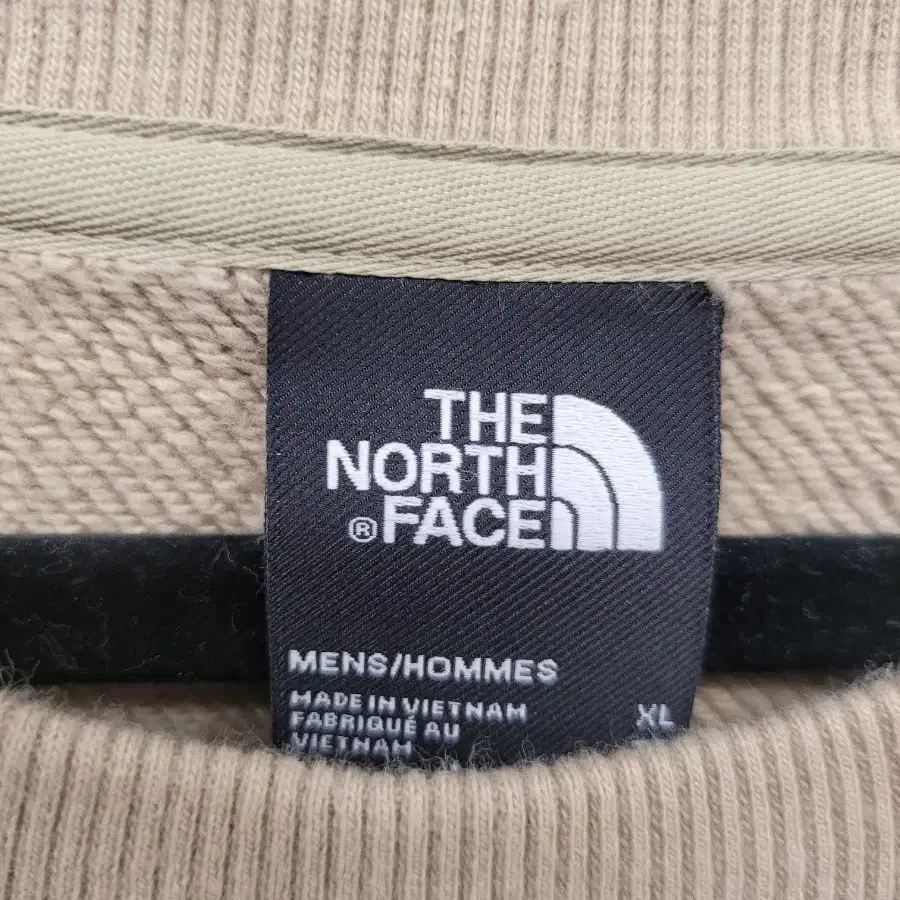 THE
NORTH
® FACE
MENS/HOMMES
MADE IN VIETNAM
FABRIQUÉ AU
VIETNAM
XL